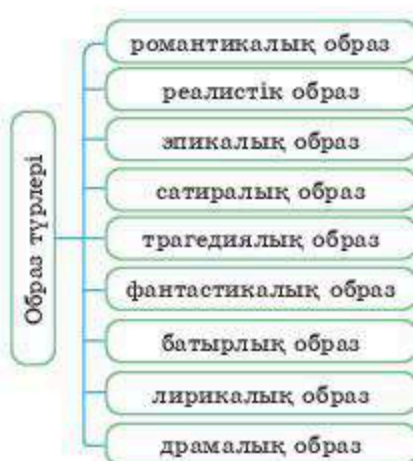 Образ түрлері
романтикалық образ
реалистік образ
эпикалық образ
сатиралық образ
трагедиялық образ
фантастикалық образ
батырлық образ
лирикалық образ
драмалық образ